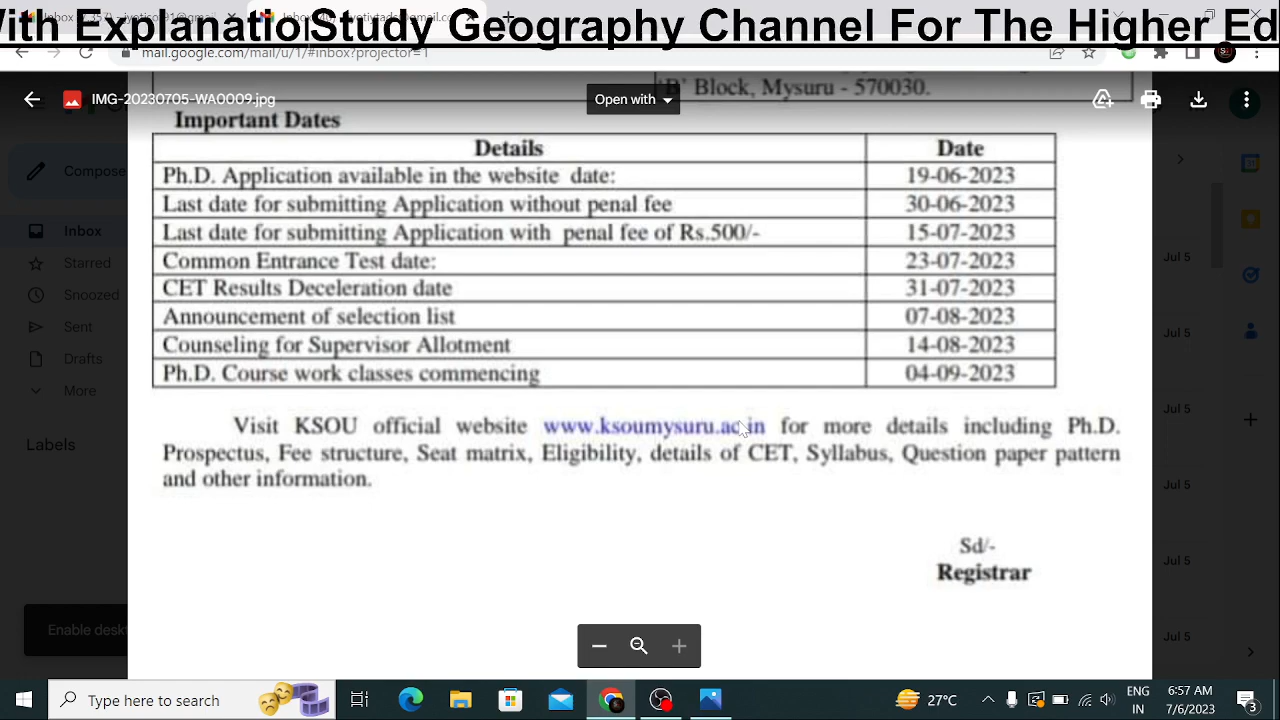 With ExplanatioStudy Geography Channel For The Higher Ed
mail.google.com/mail/u/1/#inbox?projector=1
IMG-20230705-WA0009.jpg
Open with
'B' Block, Mysuru - 570030.
Important Dates
Details Date
Ph.D. Application available in the website date: 19-06-2023
Last date for submitting Application without penal fee 30-06-2023
Last date for submitting Application with penal fee of Rs.500/- 15-07-2023
Common Entrance Test date: 23-07-2023
CET Results Deceleration date 31-07-2023
Announcement of selection list 07-08-2023
Counseling for Supervisor Allotment 14-08-2023
Ph.D. Course work classes commencing 04-09-2023
Visit KSOU official website www.ksoumysuru.ac.in for more details including Ph.D.
Prospectus, Fee structure, Seat matrix, Eligibility, details of CET, Syllabus, Question paper pattern
and other information.
Sd/-
Registrar
Compose
Inbox
Starred
Snoozed
Sent
Drafts
More
Labels
Enable desk
Jul 5
Jul 5
Jul 5
Jul 5
Jul 5
Jul 5
Type here to search
27°C
ENG
IN
6:57 AM
7/6/2023
3